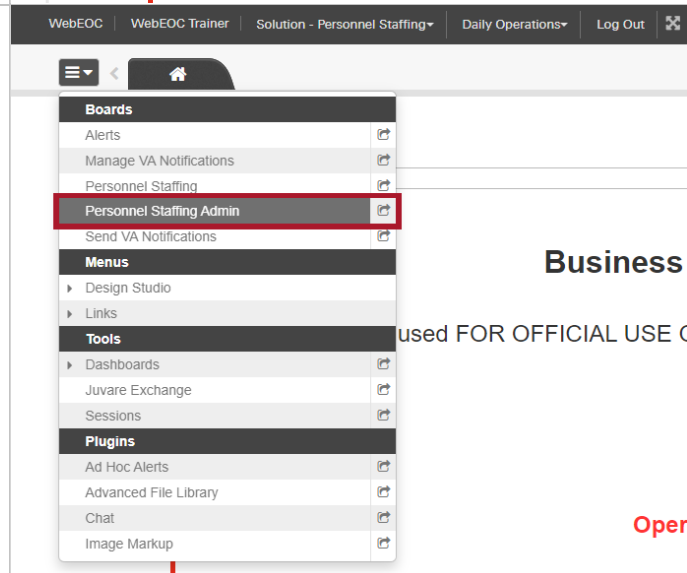 WebEOC WebEOC Trainer Solution - Personnel Staffing Daily Operations Log Out
Boards
Alerts
Manage VA Notifications
Personnel Staffing
Personnel Staffing Admin
Send VA Notifications
Business
Menus
Design Studio
Links
used FOR OFFICIAL USE
Tools
Dashboards
Juvare Exchange
Sessions
Plugins
Ad Hoc Alerts
Advanced File Library
Chat
Oper
Image Markup